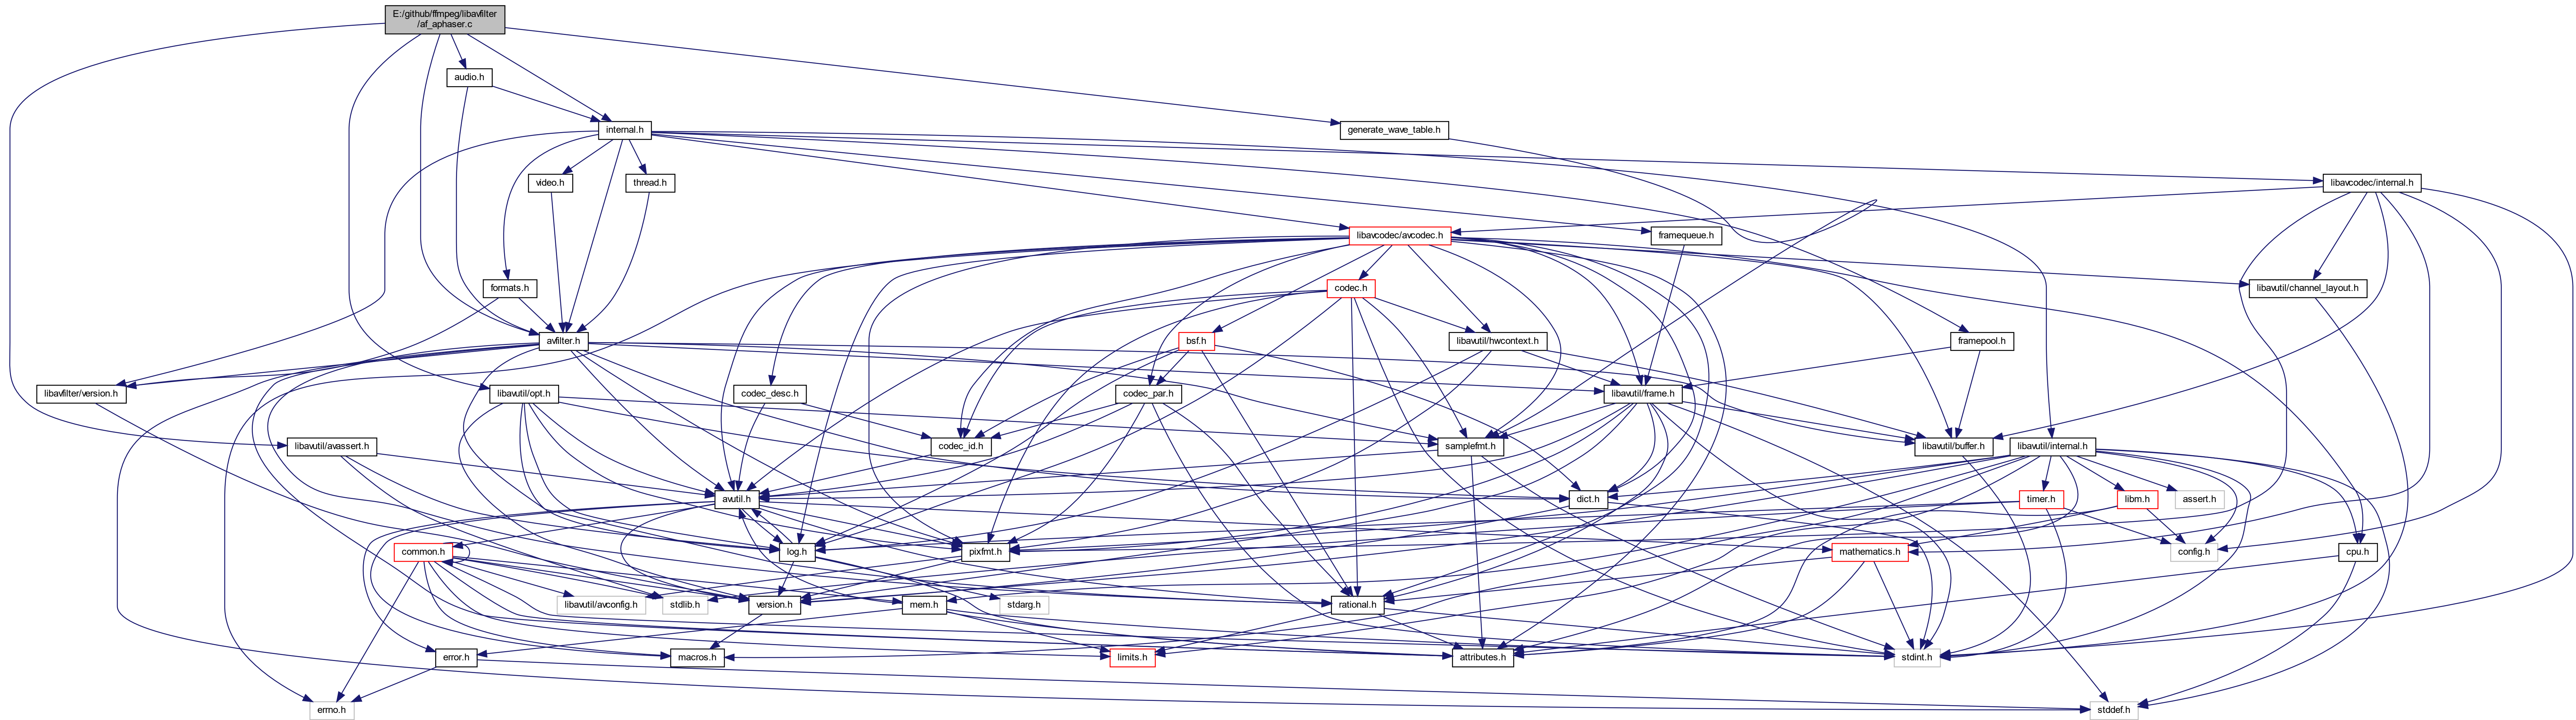 E:/github/ffmpeg/libavfilter
/af_aphaser.c
audio.h
internal.h
generate_wave_table.h
video.h
thread.h
libavcodec/internal.h
libavcodec/avcodec.h
framequeue.h
formats.h
codec.h
libavutil/channel_layout.h
avfilter.h
bsf.h
libavutil/hwcontext.h
framepool.h
libavfilter/version.h
libavutil/opt.h
codec_desc.h
codec_par.h
libavutil/frame.h
libavutil/avassert.h
codec_id.h
samplefmt.h
libavutil/buffer.h
libavutil/internal.h
avutil.h
dict.h
timer.h
libm.h
assert.h
common.h
log.h
pixfmt.h
mathematics.h
config.h
cpu.h
libavutil/avconfig.h
stdlib.h
version.h
mem.h
stdarg.h
rational.h
error.h
macros.h
limits.h
attributes.h
stdint.h
errno.h
stddef.h